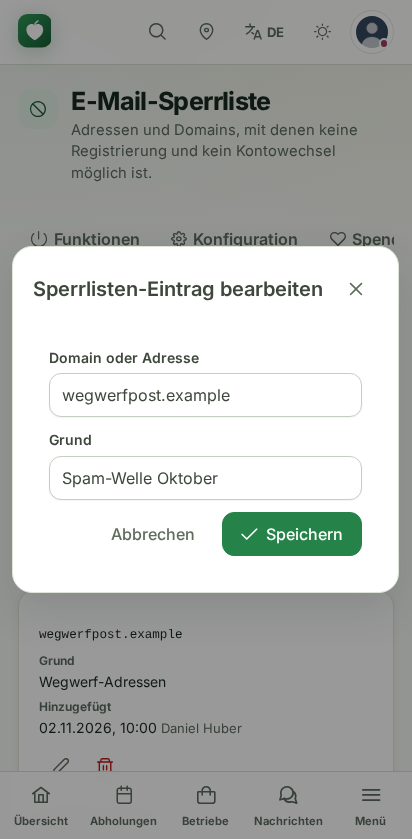 DE
E-Mail-Sperrliste
Adressen und Domains, mit denen keine
Registrierung und kein Kontowechsel
möglich ist.
Funktionen Konfiguration Spen
Sperrlisten-Eintrag bearbeiten
Domain oder Adresse
wegwerfpost.example
Grund
Spam-Welle Oktober
Abbrechen Speichern
wegwerfpost.example
Grund
Wegwerf-Adressen
Hinzugefügt
02.11.2026, 10:00 Daniel Huber
Übersicht Abholungen Betriebe Nachrichten Menü